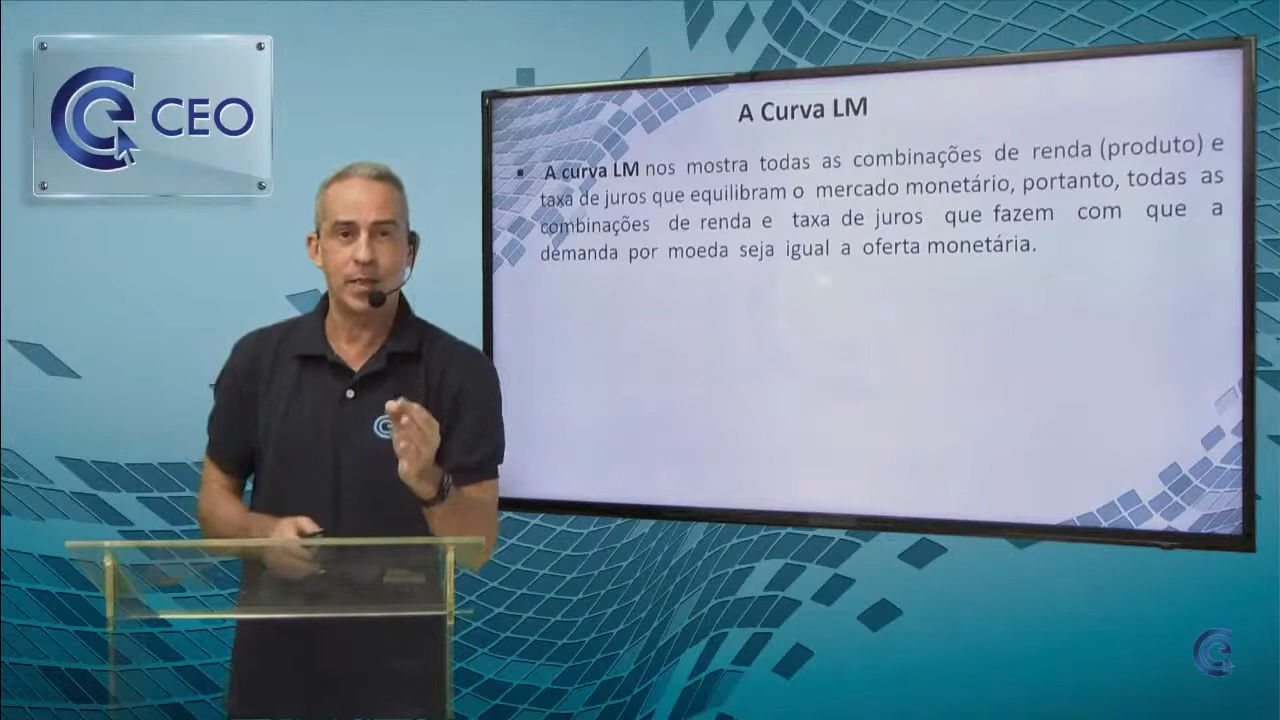 CEO
A Curva LM
▪ A curva LM nos mostra todas as combinações de renda (produto) e
taxa de juros que equilibram o mercado monetário, portanto, todas as
combinações de renda e taxa de juros que fazem com que a
demanda por moeda seja igual a oferta monetária.